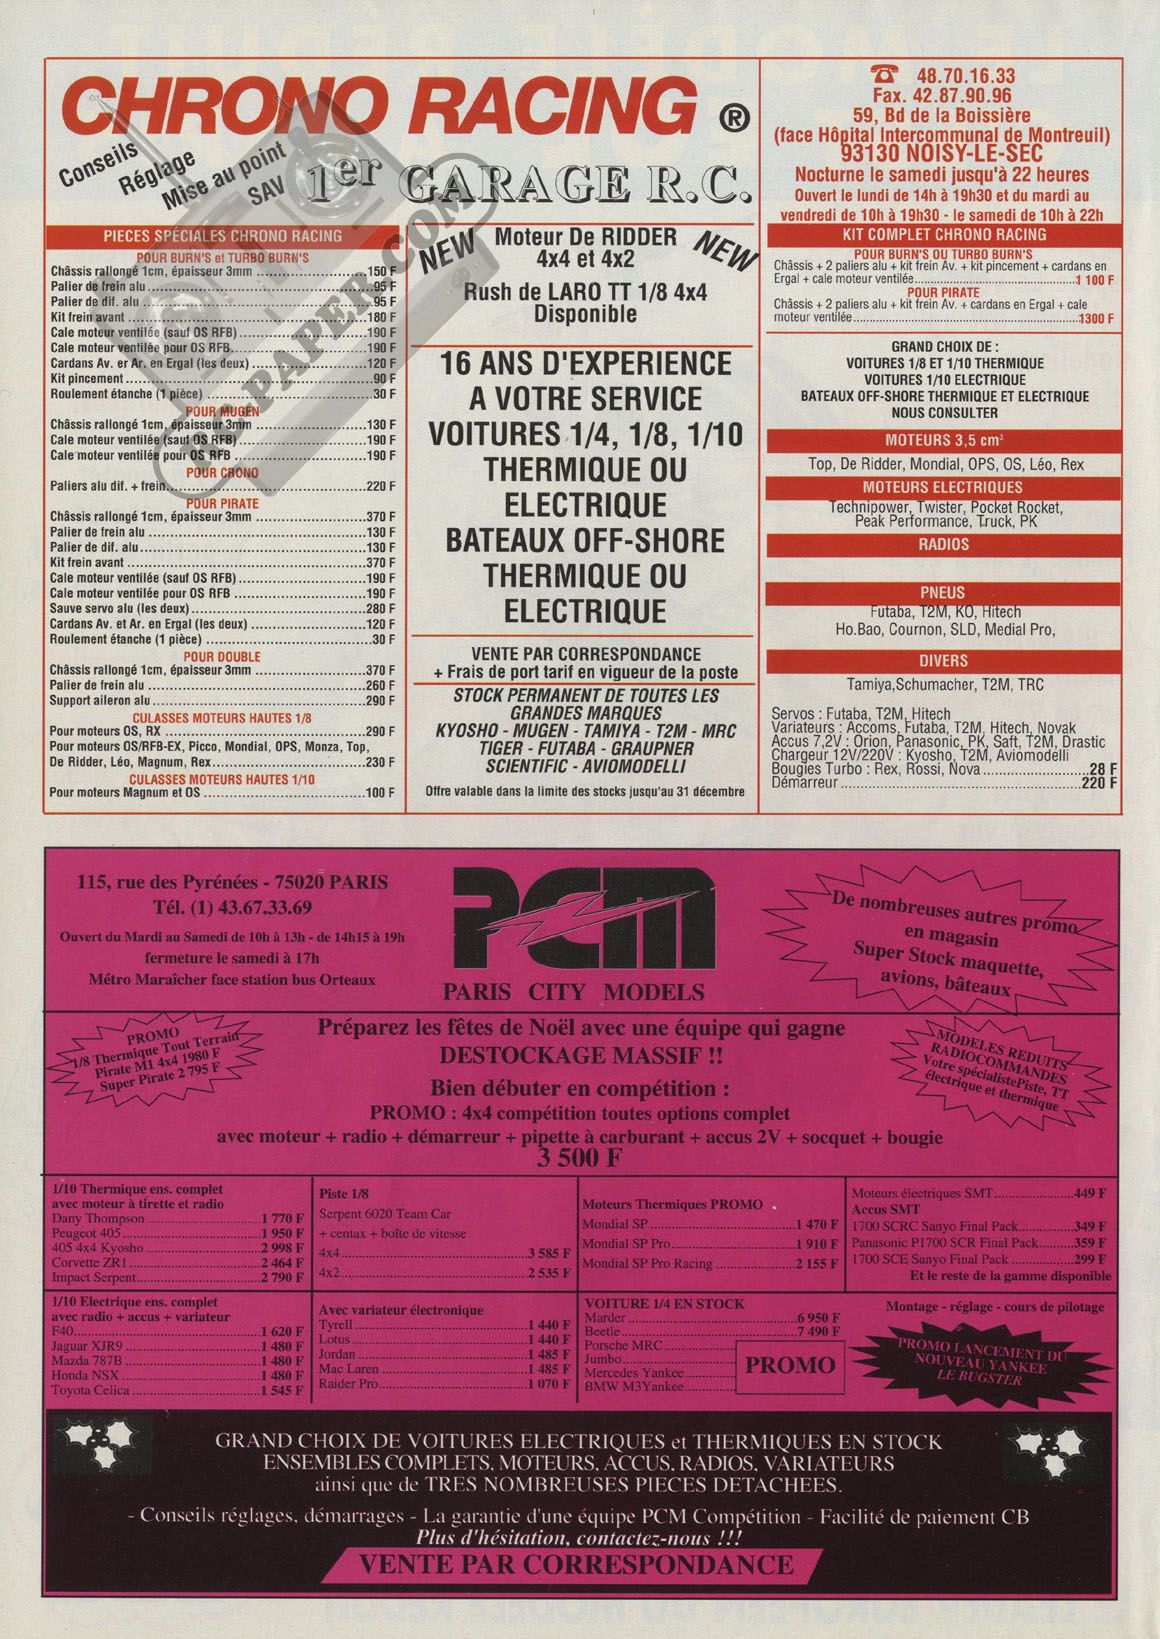 CHRONO RACING ®
Conseils
Réglage
Mise au point
SAV
1er GARAGE R.C.
RC-PAPER.COM
☎ 48.70.16.33
Fax. 42.87.90.96
59, Bd de la Boissière
(face Hôpital Intercommunal de Montreuil)
93130 NOISY-LE-SEC
Nocturne le samedi jusqu'à 22 heures
Ouvert le lundi de 14h à 19h30 et du mardi au
vendredi de 10h à 19h30 - le samedi de 10h à 22h
PIECES SPÉCIALES CHRONO RACING
POUR BURN'S et TURBO BURN'S
Châssis rallongé 1cm, épaisseur 3mm ..... 150 F
Palier de frein alu ..... 95 F
Palier de dif. alu ..... 95 F
Kit frein avant ..... 180 F
Cale moteur ventilée (sauf OS RFB) ..... 190 F
Cale moteur ventilée pour OS RFB ..... 190 F
Cardans Av. er Ar. en Ergal (les deux) ..... 120 F
Kit pincement ..... 90 F
Roulement étanche (1 pièce) ..... 30 F
POUR MUGEN
Châssis rallongé 1cm, épaisseur 3mm ..... 130 F
Cale moteur ventilée (sauf OS RFB) ..... 190 F
Cale moteur ventilée pour OS RFB ..... 190 F
POUR CRONO
Paliers alu dif. + frein ..... 220 F
POUR PIRATE
Châssis rallongé 1cm, épaisseur 3mm ..... 370 F
Palier de frein alu ..... 130 F
Palier de dif. alu ..... 130 F
Kit frein avant ..... 370 F
Cale moteur ventilée (sauf OS RFB) ..... 190 F
Cale moteur ventilée pour OS RFB ..... 190 F
Sauve servo alu (les deux) ..... 280 F
Cardans Av. et Ar. en Ergal (les deux) ..... 120 F
Roulement étanche (1 pièce) ..... 30 F
POUR DOUBLE
Châssis rallongé 1cm, épaisseur 3mm ..... 370 F
Palier de frein alu ..... 260 F
Support aileron alu ..... 290 F
CULASSES MOTEURS HAUTES 1/8
Pour moteurs OS, RX ..... 290 F
Pour moteurs OS/RFB-EX, Picco, Mondial, OPS, Monza, Top,
De Ridder, Léo, Magnum, Rex ..... 230 F
CULASSES MOTEURS HAUTES 1/10
Pour moteurs Magnum et OS ..... 100 F
NEW Moteur De RIDDER NEW
4x4 et 4x2
Rush de LARO TT 1/8 4x4
Disponible
16 ANS D'EXPERIENCE
A VOTRE SERVICE
VOITURES 1/4, 1/8, 1/10
THERMIQUE OU
ELECTRIQUE
BATEAUX OFF-SHORE
THERMIQUE OU
ELECTRIQUE
VENTE PAR CORRESPONDANCE
+ Frais de port tarif en vigueur de la poste
STOCK PERMANENT DE TOUTES LES
GRANDES MARQUES
KYOSHO - MUGEN - TAMIYA - T2M - MRC
TIGER - FUTABA - GRAUPNER
SCIENTIFIC - AVIOMODELLI
Offre valable dans la limite des stocks jusqu'au 31 décembre
KIT COMPLET CHRONO RACING
POUR BURN'S OU TURBO BURN'S
Châssis + 2 paliers alu + kit frein Av. + kit pincement + cardans en
Ergal + cale moteur ventilée ..... 1 100 F
POUR PIRATE
Châssis + 2 paliers alu + kit frein Av. + cardans en Ergal + cale
moteur ventilée ..... 1300 F
GRAND CHOIX DE :
VOITURES 1/8 ET 1/10 THERMIQUE
VOITURES 1/10 ELECTRIQUE
BATEAUX OFF-SHORE THERMIQUE ET ELECTRIQUE
NOUS CONSULTER
MOTEURS 3,5 cm³
Top, De Ridder, Mondial, OPS, OS, Léo, Rex
MOTEURS ELECTRIQUES
Technipower, Twister, Pocket Rocket,
Peak Performance, Truck, PK
RADIOS
PNEUS
Futaba, T2M, KO, Hitech
Ho.Bao, Cournon, SLD, Medial Pro,
DIVERS
Tamiya,Schumacher, T2M, TRC
Servos : Futaba, T2M, Hitech
Variateurs : Accoms, Futaba, T2M, Hitech, Novak
Accus 7,2V : Orion, Panasonic, PK, Saft, T2M, Drastic
Chargeur 12V/220V : Kyosho, T2M, Aviomodelli
Bougies Turbo : Rex, Rossi, Nova ..... 28 F
Démarreur ..... 220 F
115, rue des Pyrénées - 75020 PARIS
Tél. (1) 43.67.33.69
Ouvert du Mardi au Samedi de 10h à 13h - de 14h15 à 19h
fermeture le samedi à 17h
Métro Maraîcher face station bus Orteaux
PCM
PARIS CITY MODELS
De nombreuses autres promo
en magasin
Super Stock maquette,
avions, bâteaux
PROMO
1/8 Thermique Tout Terrain
Pirate M1 4x4 1980 F
Super Pirate 2 795 F
Préparez les fêtes de Noël avec une équipe qui gagne
DESTOCKAGE MASSIF !!
Bien débuter en compétition :
PROMO : 4x4 compétition toutes options complet
avec moteur + radio + démarreur + pipette à carburant + accus 2V + socquet + bougie
3 500 F
MODELES REDUITS
RADIOCOMMANDES
Votre spécialistePiste, TT
électrique et thermique
1/10 Thermique ens. complet
avec moteur à tirette et radio
Dany Thompson ..... 1 770 F
Peugeot 405 ..... 1 950 F
405 4x4 Kyosho ..... 2 998 F
Corvette ZR1 ..... 2 464 F
Impact Serpent ..... 2 790 F
Piste 1/8
Serpent 6020 Team Car
+ centax + boîte de vitesse
4x4 ..... 3 585 F
4x2 ..... 2 535 F
Moteurs Thermiques PROMO
Mondial SP ..... 1 470 F
Mondial SP Pro ..... 1 910 F
Mondial SP Pro Racing ..... 2 155 F
Moteurs électriques SMT ..... 449 F
Accus SMT
1700 SCRC Sanyo Final Pack ..... 349 F
Panasonic P1700 SCR Final Pack ..... 359 F
1700 SCE Sanyo Final Pack ..... 299 F
Et le reste de la gamme disponible
1/10 Electrique ens. complet
avec radio + accus + variateur
F40 ..... 1 620 F
Jaguar XJR9 ..... 1 480 F
Mazda 787B ..... 1 480 F
Honda NSX ..... 1 480 F
Toyota Celica ..... 1 545 F
Avec variateur électronique
Tyrell ..... 1 440 F
Lotus ..... 1 440 F
Jordan ..... 1 485 F
Mac Laren ..... 1 485 F
Raider Pro ..... 1 070 F
VOITURE 1/4 EN STOCK
Marder ..... 6 950 F
Beetle ..... 7 490 F
Porsche MRC
Jumbo
Mercedes Yankee
BMW M3Yankee
PROMO
Montage - réglage - cours de pilotage
PROMO LANCEMENT DU
NOUVEAU YANKEE
LE BUGSTER
GRAND CHOIX DE VOITURES ELECTRIQUES et THERMIQUES EN STOCK
ENSEMBLES COMPLETS, MOTEURS, ACCUS, RADIOS, VARIATEURS
ainsi que de TRES NOMBREUSES PIECES DETACHEES.
- Conseils réglages, démarrages - La garantie d'une équipe PCM Compétition - Facilité de paiement CB
Plus d'hésitation, contactez-nous !!!
VENTE PAR CORRESPONDANCE